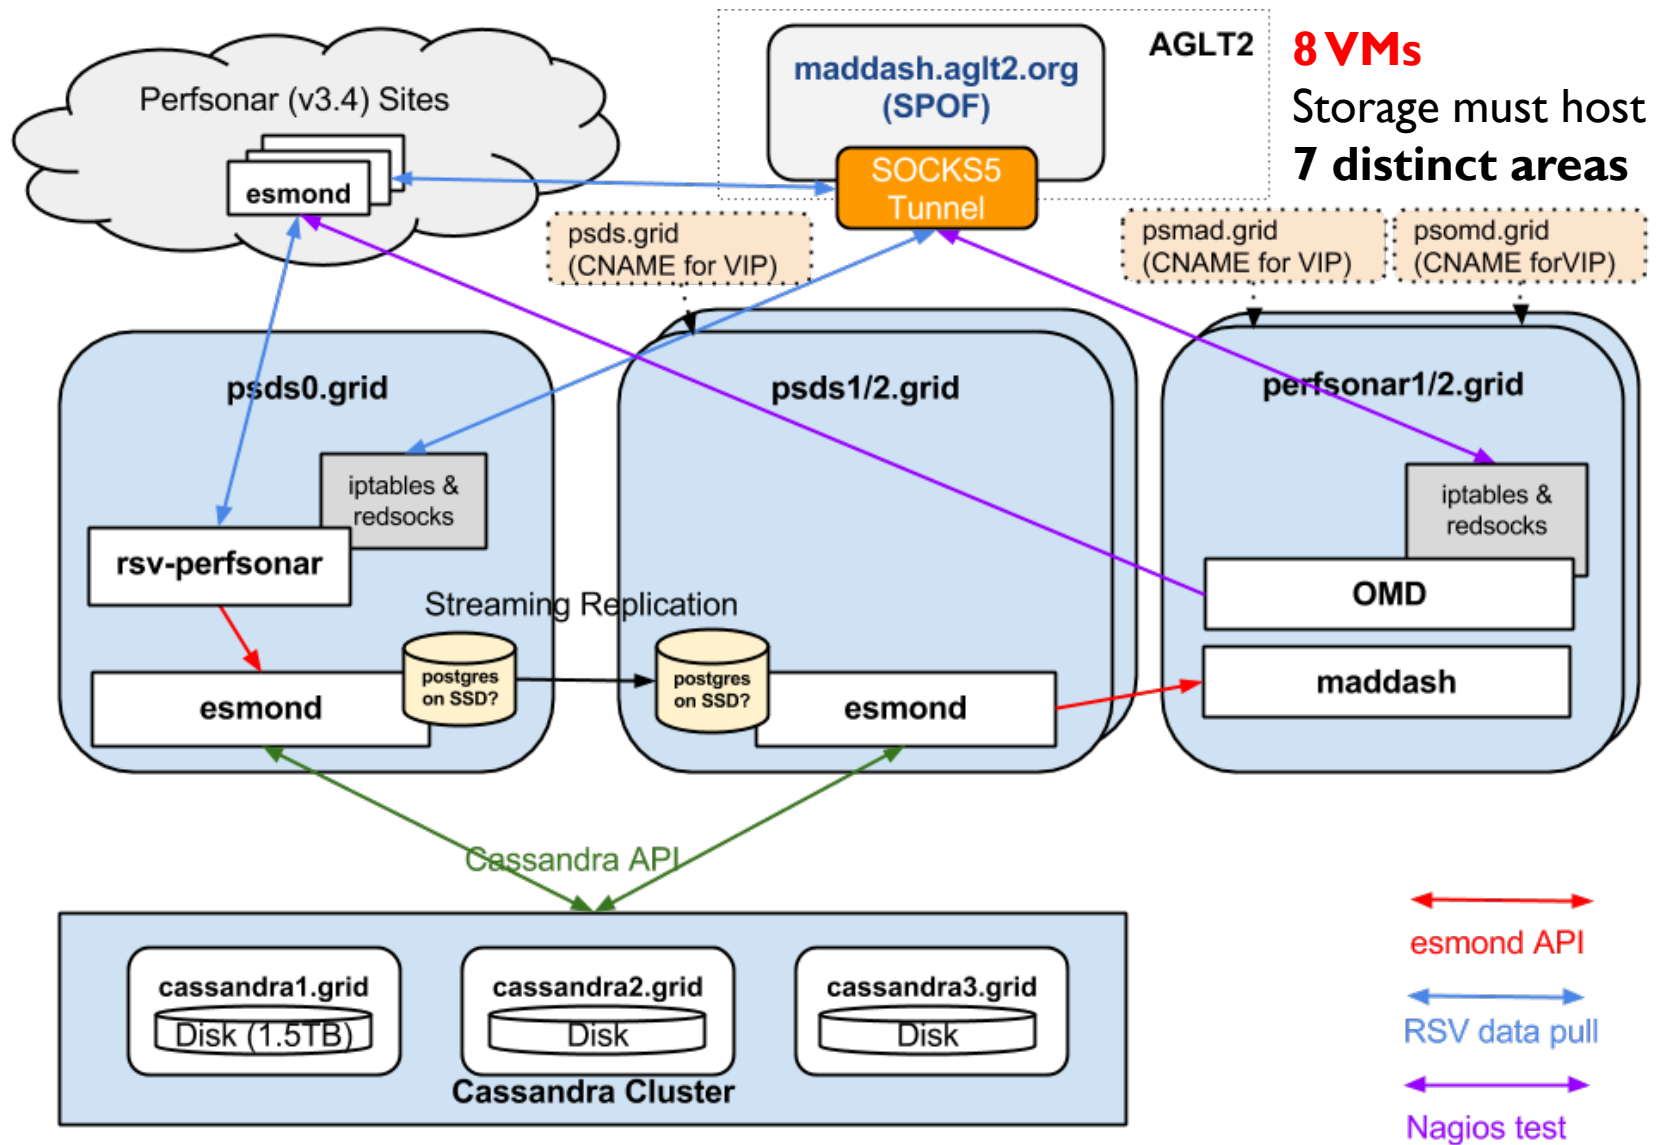 Perfsonar (v3.4) Sites
esmond
maddash.aglt2.org
(SPOF)
SOCKS5
Tunnel
AGLT2
8 VMs
Storage must host
7 distinct areas
psds.grid
(CNAME for VIP)
psmad.grid
(CNAME for VIP)
psomd.grid
(CNAME forVIP)
psds0.grid
iptables &
redsocks
rsv-perfsonar
esmond
postgres
on SSD?
Streaming Replication
psds1/2.grid
postgres
on SSD?
esmond
perfsonar1/2.grid
iptables &
redsocks
OMD
maddash
Cassandra API
cassandra1.grid
Disk (1.5TB)
cassandra2.grid
Disk
cassandra3.grid
Disk
Cassandra Cluster
esmond API
RSV data pull
Nagios test